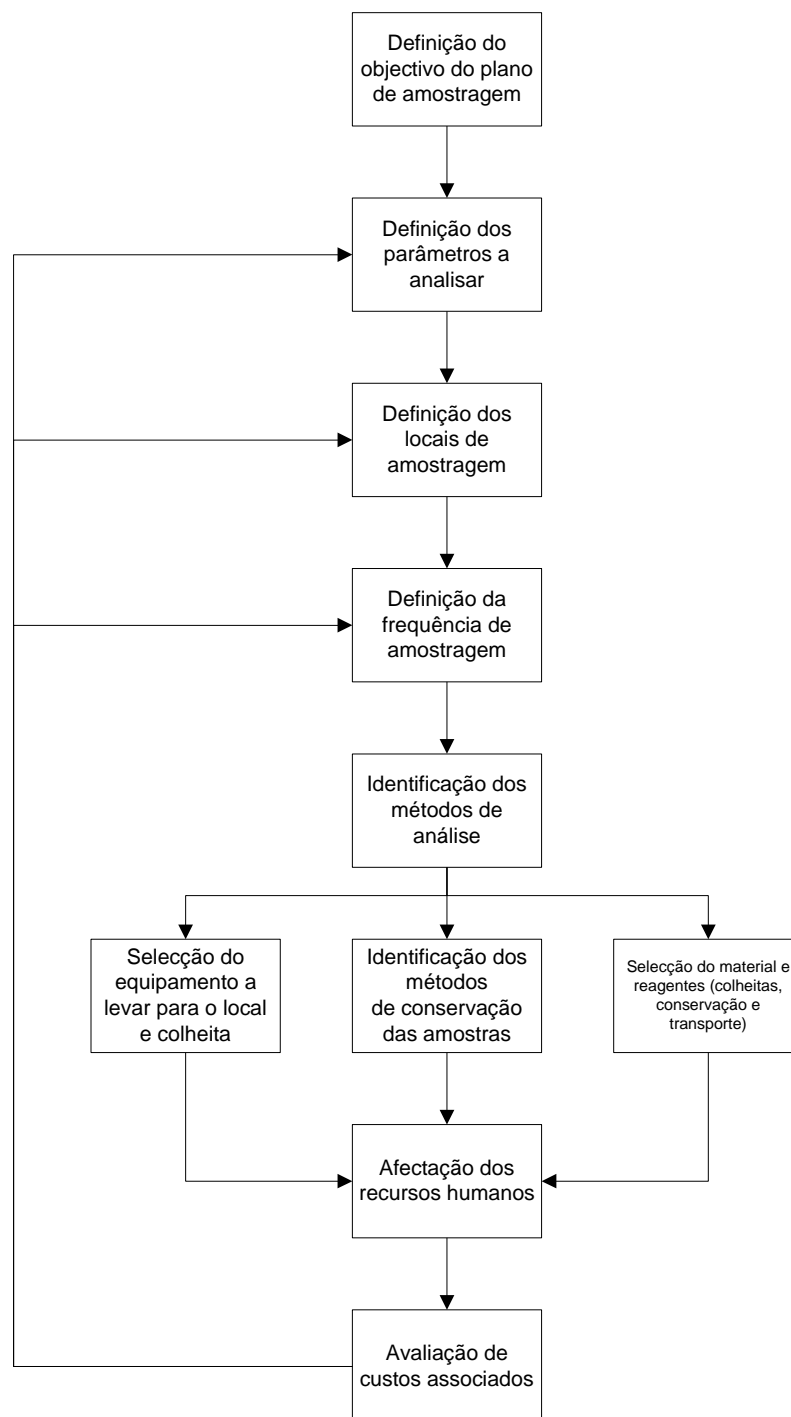 Definição do
objectivo do plano
de amostragem
Definição dos
parâmetros a
analisar
Definição dos
locais de
amostragem
Definição da
frequência de
amostragem
Identificação dos
métodos de
análise
Selecção do
equipamento a
levar para o local
e colheita
Identificação dos
métodos
de conservação
das amostras
Selecção do material e
reagentes (colheitas,
conservação e
transporte)
Afectação dos
recursos humanos
Avaliação de
custos associados